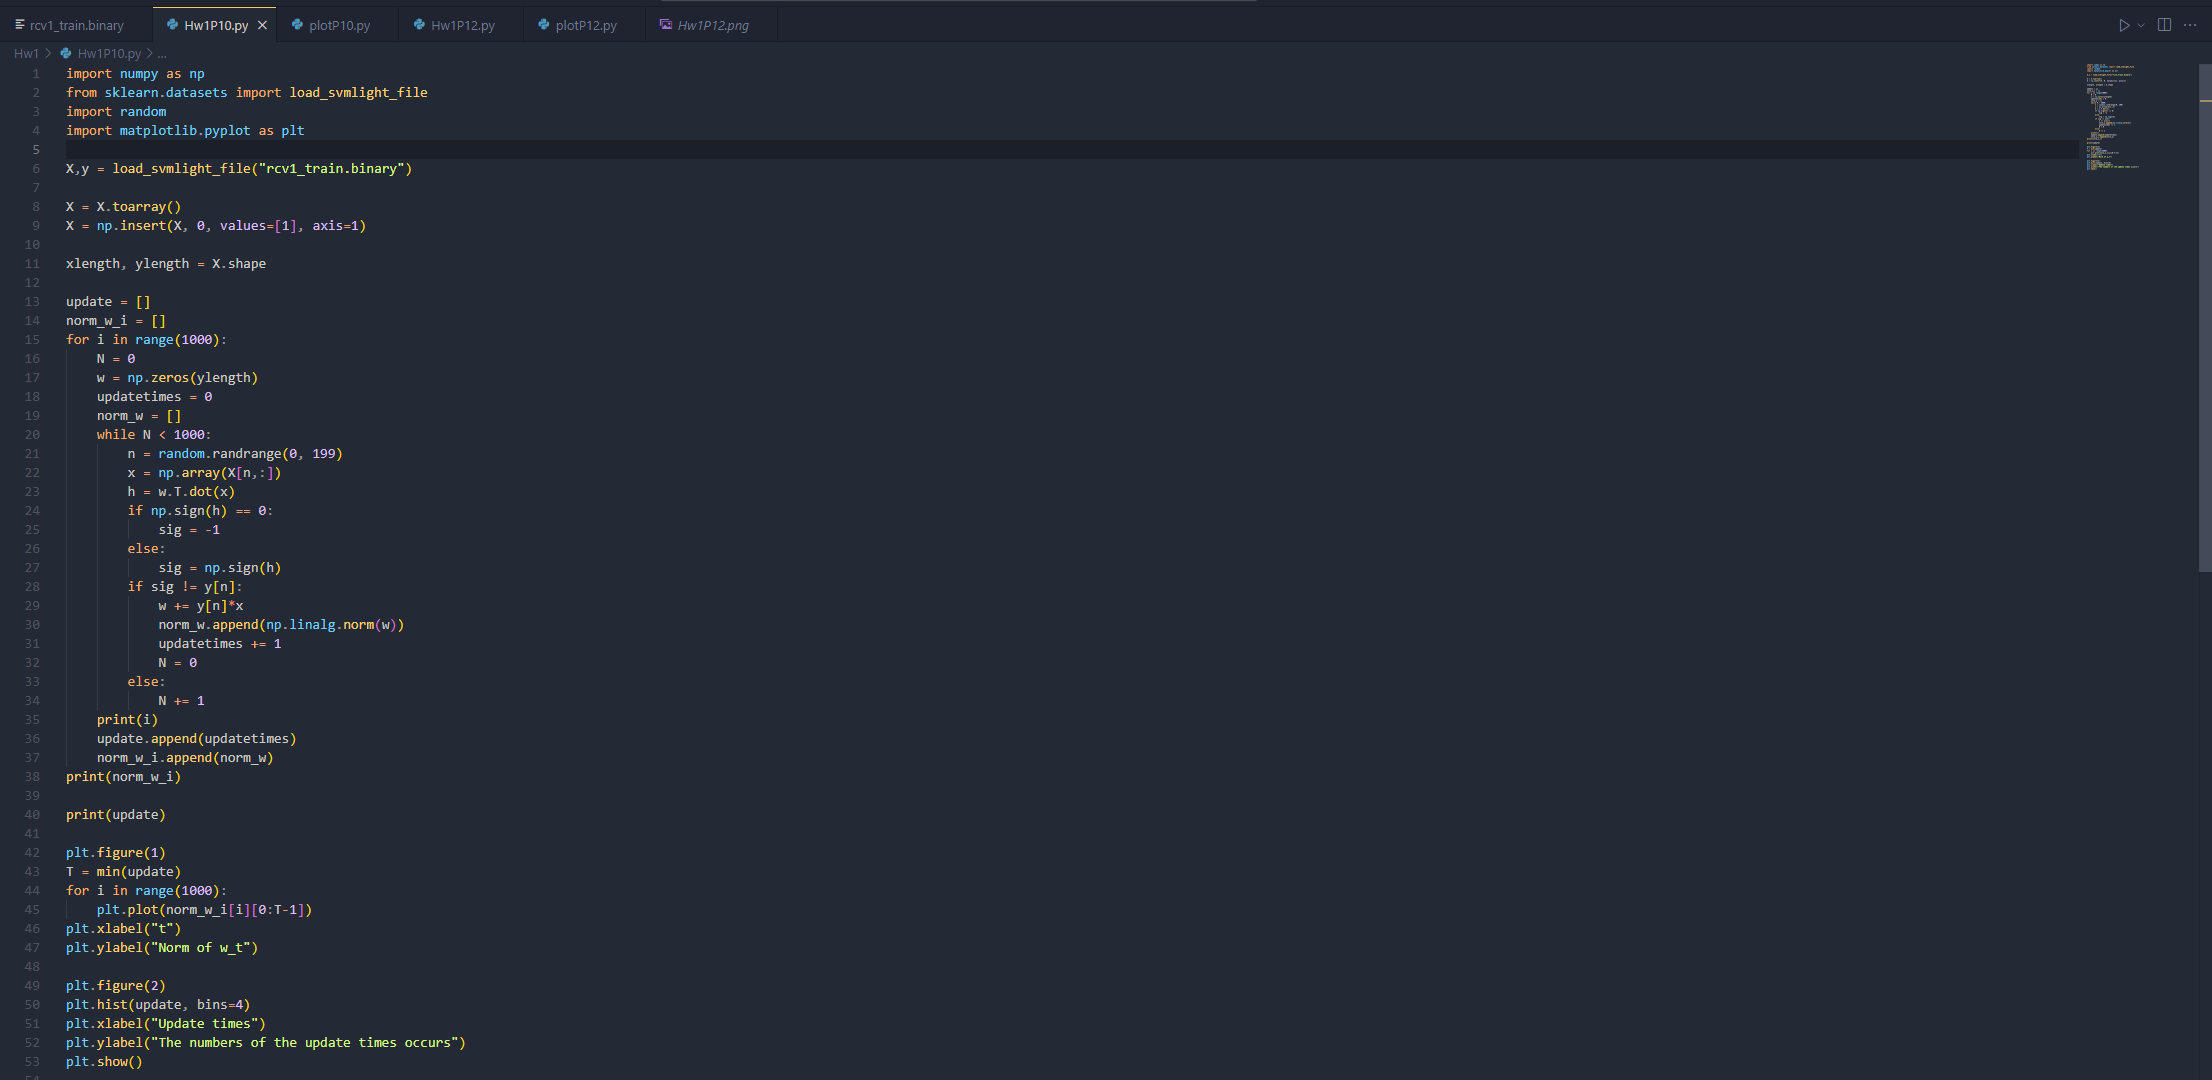 rcv1_train.binary
Hw1P10.py
plotP10.py
Hw1P12.py
plotP12.py
Hw1P12.png
Hw1 > Hw1P10.py > ...
1 import numpy as np
2 from sklearn.datasets import load_svmlight_file
3 import random
4 import matplotlib.pyplot as plt
5
6 X,y = load_svmlight_file("rcv1_train.binary")
7
8 X = X.toarray()
9 X = np.insert(X, 0, values=[1], axis=1)
10
11 xlength, ylength = X.shape
12
13 update = []
14 norm_w_i = []
15 for i in range(1000):
16     N = 0
17     w = np.zeros(ylength)
18     updatetimes = 0
19     norm_w = []
20     while N < 1000:
21         n = random.randrange(0, 199)
22         x = np.array(X[n,:])
23         h = w.T.dot(x)
24         if np.sign(h) == 0:
25             sig = -1
26         else:
27             sig = np.sign(h)
28         if sig != y[n]:
29             w += y[n]*x
30             norm_w.append(np.linalg.norm(w))
31             updatetimes += 1
32             N = 0
33         else:
34             N += 1
35     print(i)
36     update.append(updatetimes)
37     norm_w_i.append(norm_w)
38 print(norm_w_i)
39
40 print(update)
41
42 plt.figure(1)
43 T = min(update)
44 for i in range(1000):
45     plt.plot(norm_w_i[i][0:T-1])
46 plt.xlabel("t")
47 plt.ylabel("Norm of w_t")
48
49 plt.figure(2)
50 plt.hist(update, bins=4)
51 plt.xlabel("Update times")
52 plt.ylabel("The numbers of the update times occurs")
53 plt.show()